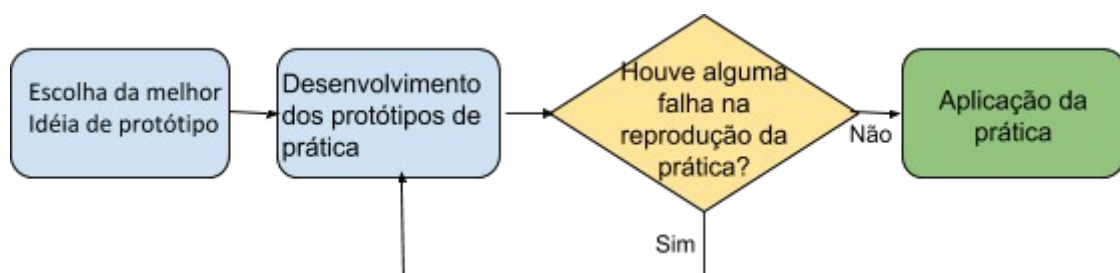 Escolha da melhor
Idéia de protótipo
Desenvolvimento
dos protótipos de
prática
Houve alguma
falha na
reprodução da
prática?
Não
Aplicação da
prática
Sim